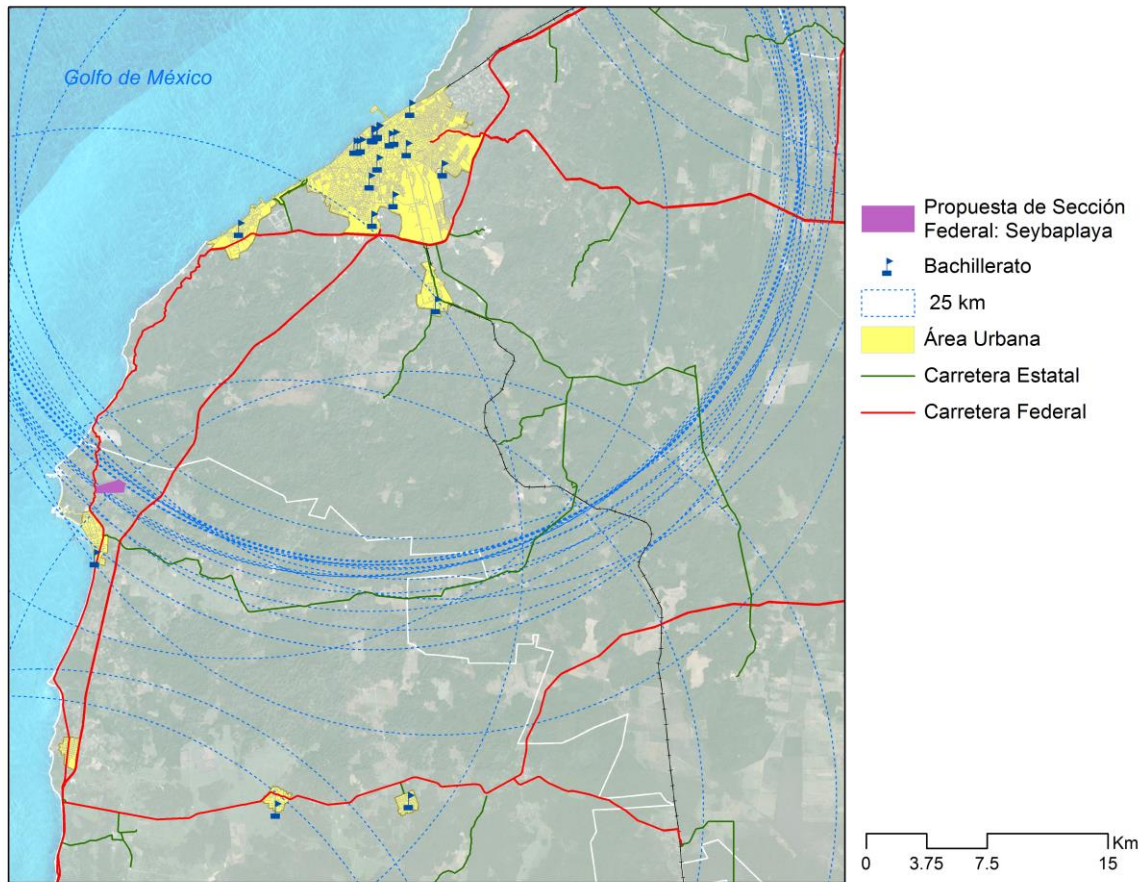 Golfo de México
Propuesta de Sección
Federal: Seybaplaya
Bachillerato
25 km
Área Urbana
Carretera Estatal
Carretera Federal
Km
0 3.75 7.5 15